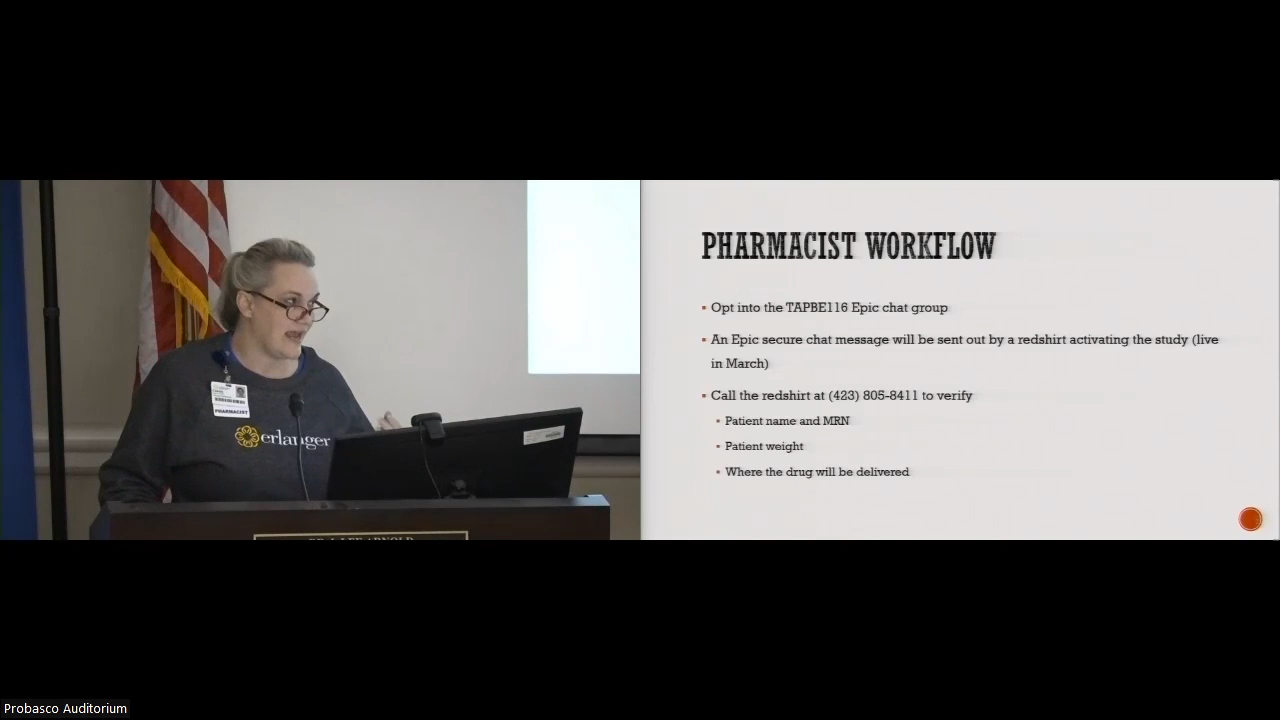 PHARMACIST WORKFLOW
▪ Opt into the TAPBE116 Epic chat group
▪ An Epic secure chat message will be sent out by a redshirt activating the study (live
in March)
▪ Call the redshirt at (423) 805-8411 to verify
▪ Patient name and MRN
▪ Patient weight
▪ Where the drug will be delivered
PHARMACIST
erlanger
Probasco Auditorium